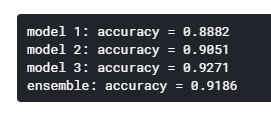 model 1: accuracy = 0.8882
model 2: accuracy = 0.9051
model 3: accuracy = 0.9271
ensemble: accuracy = 0.9186